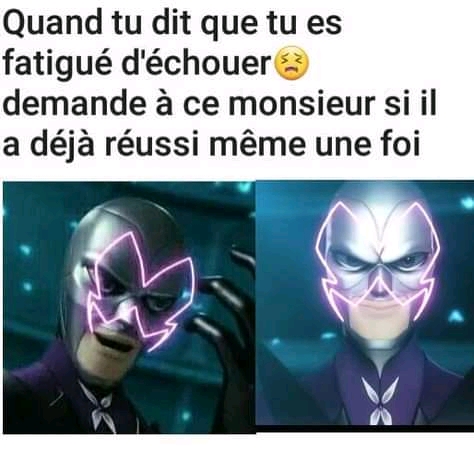 Quand tu dit que tu es
fatigué d'échouer😣
demande à ce monsieur si il
a déjà réussi même une foi